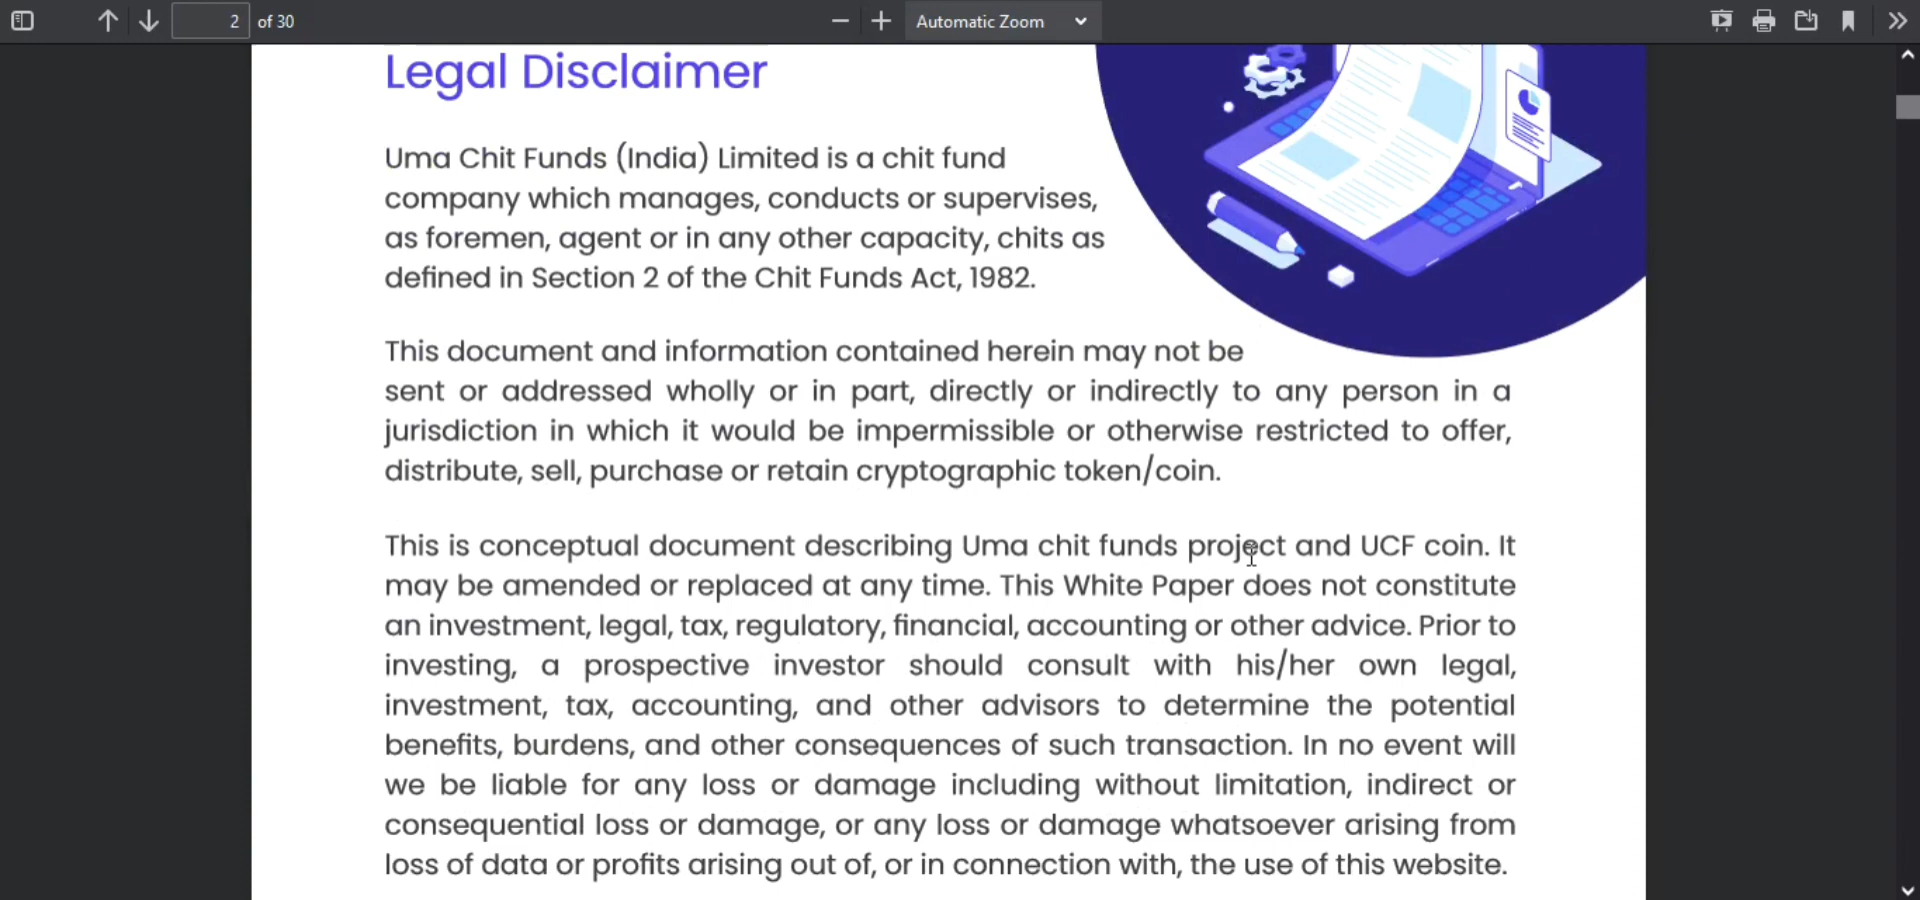 2 of 30 Automatic Zoom
Legal Disclaimer
Uma Chit Funds (India) Limited is a chit fund
company which manages, conducts or supervises,
as foremen, agent or in any other capacity, chits as
defined in Section 2 of the Chit Funds Act, 1982.
This document and information contained herein may not be
sent or addressed wholly or in part, directly or indirectly to any person in a
jurisdiction in which it would be impermissible or otherwise restricted to offer,
distribute, sell, purchase or retain cryptographic token/coin.
This is conceptual document describing Uma chit funds project and UCF coin. It
may be amended or replaced at any time. This White Paper does not constitute
an investment, legal, tax, regulatory, financial, accounting or other advice. Prior to
investing, a prospective investor should consult with his/her own legal,
investment, tax, accounting, and other advisors to determine the potential
benefits, burdens, and other consequences of such transaction. In no event will
we be liable for any loss or damage including without limitation, indirect or
consequential loss or damage, or any loss or damage whatsoever arising from
loss of data or profits arising out of, or in connection with, the use of this website.